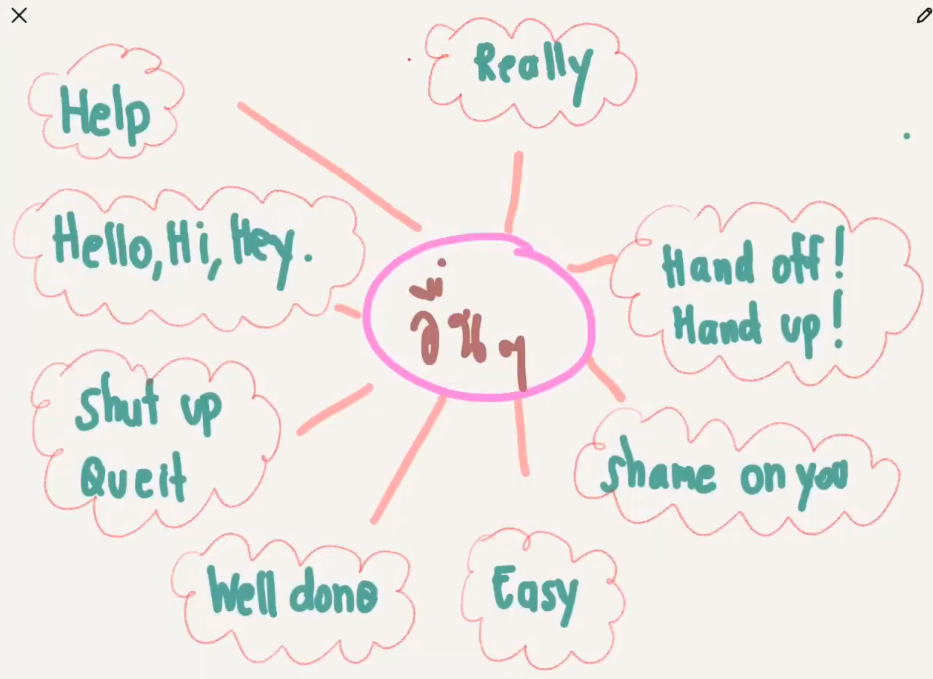 Really
Help
Hello, Hi, Hey.
Hand off!
Hand up!
อื่นๆ
Shut up
Queit
Shame on you
Well done
Easy